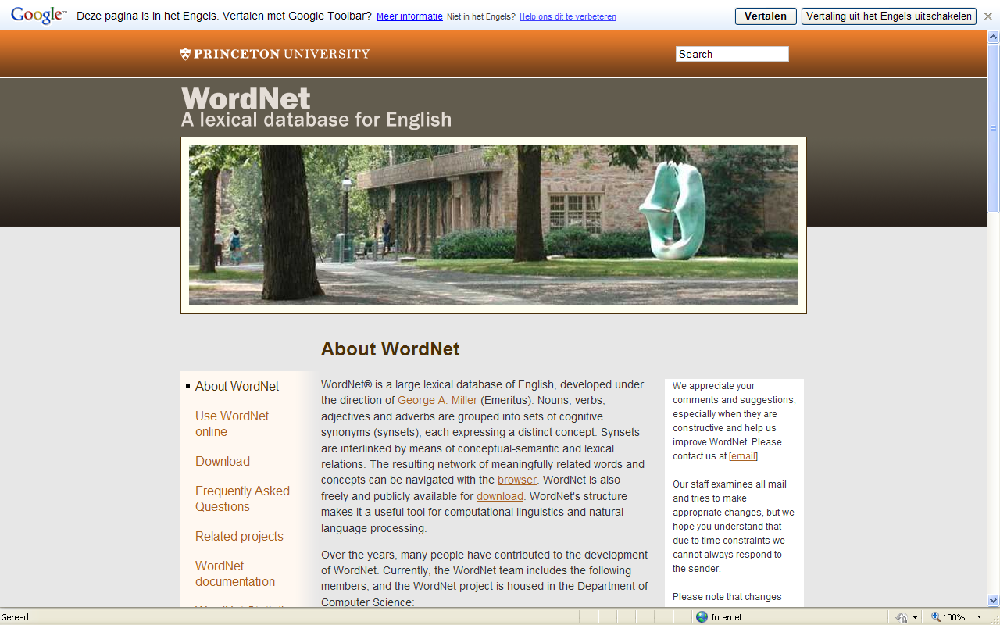 Google™ Deze pagina is in het Engels. Vertalen met Google Toolbar? Meer informatie Niet in het Engels? Help ons dit te verbeteren Vertalen Vertaling uit het Engels uitschakelen
PRINCETON UNIVERSITY
Search
WordNet
A lexical database for English
About WordNet
About WordNet
Use WordNet
online
Download
Frequently Asked
Questions
Related projects
WordNet
documentation
WordNet® is a large lexical database of English, developed under
the direction of George A. Miller (Emeritus). Nouns, verbs,
adjectives and adverbs are grouped into sets of cognitive
synonyms (synsets), each expressing a distinct concept. Synsets
are interlinked by means of conceptual-semantic and lexical
relations. The resulting network of meaningfully related words and
concepts can be navigated with the browser. WordNet is also
freely and publicly available for download. WordNet's structure
makes it a useful tool for computational linguistics and natural
language processing.
Over the years, many people have contributed to the development
of WordNet. Currently, the WordNet team includes the following
members, and the WordNet project is housed in the Department of
Computer Science:
We appreciate your
comments and suggestions,
especially when they are
constructive and help us
improve WordNet. Please
contact us at [email].
Our staff examines all mail
and tries to make
appropriate changes, but we
hope you understand that
due to time constraints we
cannot always respond to
the sender.
Please note that changes
Gereed Internet 100%